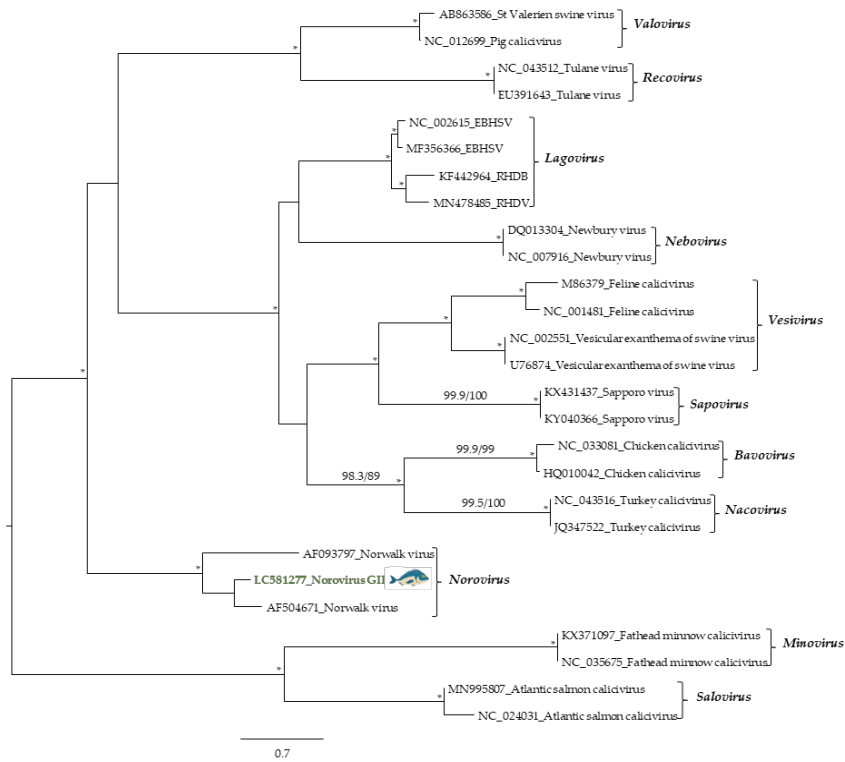 AB863586_St Valerien swine virus
Valovirus
NC_012699_Pig calicivirus
NC_043512_Tulane virus
Recovirus
EU391643_Tulane virus
NC_002615_EBHSV
MF356366_EBHSV
Lagovirus
KF442964_RHDB
MN478485_RHDV
DQ013304_Newbury virus
Nebovirus
NC_007916_Newbury virus
M86379_Feline calicivirus
NC_001481_Feline calicivirus
Vesivirus
NC_002551_Vesicular exanthema of swine virus
U76874_Vesicular exanthema of swine virus
99.9/100
KX431437_Sapporo virus
Sapovirus
KY040366_Sapporo virus
99.9/99
NC_033081_Chicken calicivirus
Bavovirus
98.3/89
HQ010042_Chicken calicivirus
99.5/100
NC_043516_Turkey calicivirus
Nacovirus
JQ347522_Turkey calicivirus
AF093797_Norwalk virus
LC581277_Norovirus GII
Norovirus
AF504671_Norwalk virus
KX371097_Fathead minnow calicivirus
Minovirus
NC_035675_Fathead minnow calicivirus
MN995807_Atlantic salmon calicivirus
Salovirus
NC_024031_Atlantic salmon calicivirus
0.7